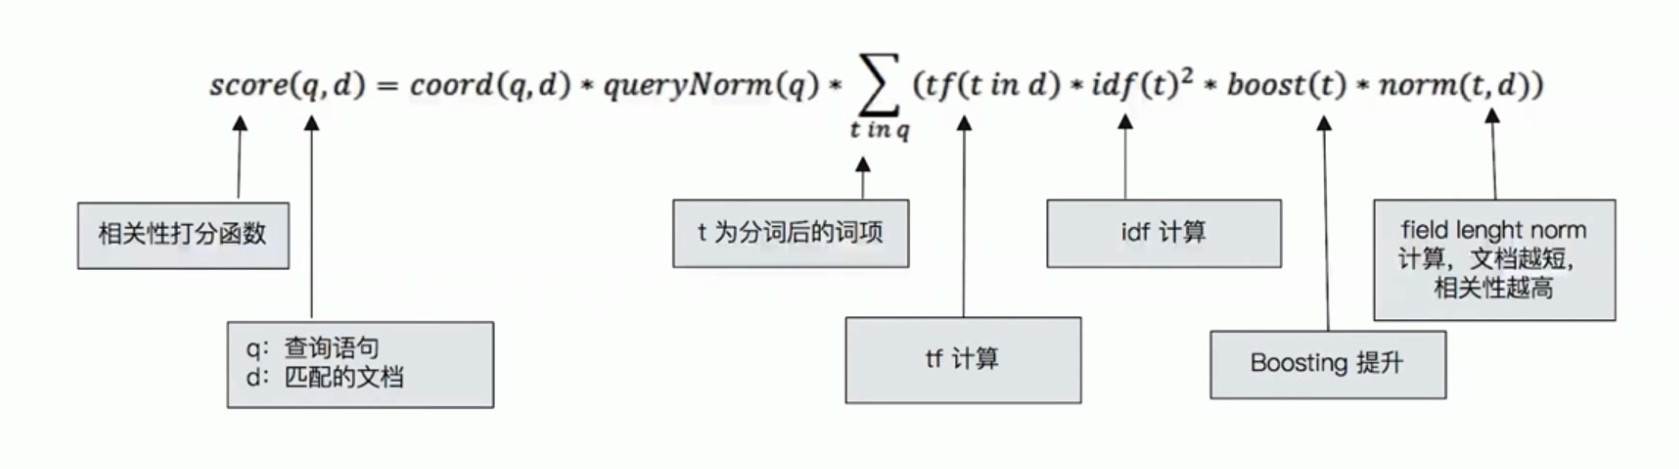 score(q,d) = coord(q,d) * queryNorm(q) * ∑ (tf(t in d) * idf(t)² * boost(t) * norm(t,d))
t in q
相关性打分函数
t 为分词后的词项
idf 计算
field lenght norm
计算，文档越短，
相关性越高
q：查询语句
d：匹配的文档
tf 计算
Boosting 提升